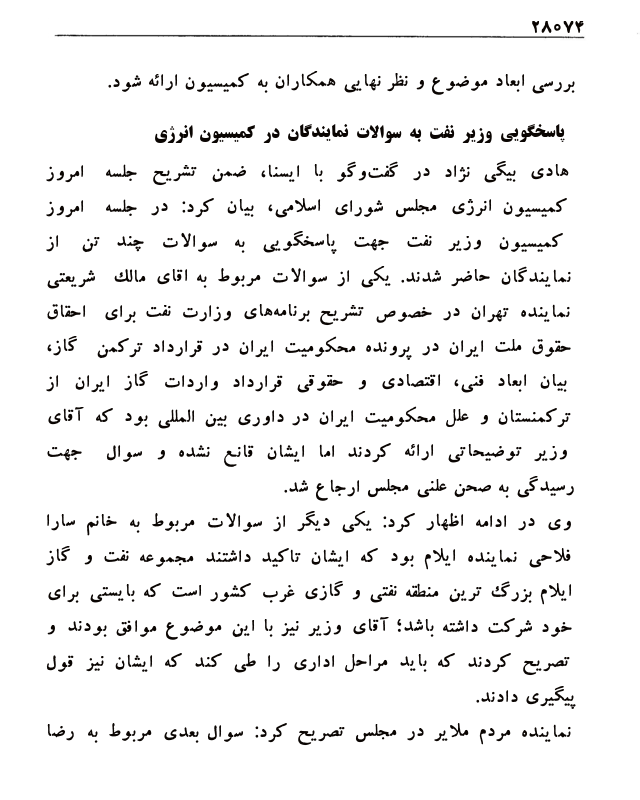 ۲۸۰۷۴
بررسی ابعاد موضوع و نظر نهایی همکاران به کمیسیون ارائه شود.
پاسخگویی وزیر نفت به سوالات نمایندگان در کمیسیون انرژی
هادی بیگی نژاد در گفت‌وگو با ایسنا، ضمن تشریح جلسه امروز
کمیسیون انرژی مجلس شورای اسلامی، بیان کرد: در جلسه امروز
کمیسیون وزیر نفت جهت پاسخگویی به سوالات چند تن از
نمایندگان حاضر شدند. یکی از سوالات مربوط به اقای مالك شریعتی
نماینده تهران در خصوص تشریح برنامه‌های وزارت نفت برای احقاق
حقوق ملت ایران در پرونده محکومیت ایران در قرارداد ترکمن گاز،
بیان ابعاد فنی، اقتصادی و حقوقی قرارداد واردات گاز ایران از
ترکمنستان و علل محکومیت ایران در داوری بین المللی بود که آقای
وزیر توضیحاتی ارائه کردند اما ایشان قانع نشده و سوال جهت
رسیدگی به صحن علنی مجلس ارجاع شد.
وی در ادامه اظهار کرد: یکی دیگر از سوالات مربوط به خانم سارا
فلاحی نماینده ایلام بود که ایشان تاکید داشتند مجموعه نفت و گاز
ایلام بزرگ ترین منطقه نفتی و گازی غرب کشور است که بایستی برای
خود شرکت داشته باشد؛ آقای وزیر نیز با این موضوع موافق بودند و
تصریح کردند که باید مراحل اداری را طی کند که ایشان نیز قول
پیگیری دادند.
نماینده مردم ملایر در مجلس تصریح کرد: سوال بعدی مربوط به رضا